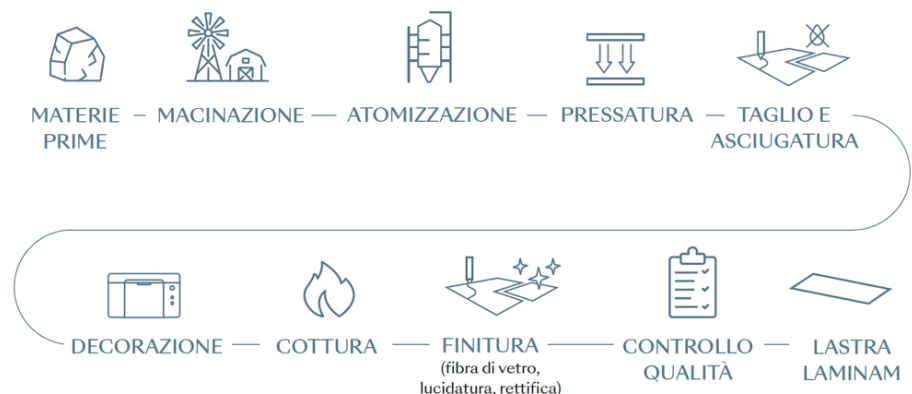 MATERIE PRIME
MACINAZIONE
ATOMIZZAZIONE
PRESSATURA
TAGLIO E ASCIUGATURA
DECORAZIONE
COTTURA
FINITURA
(fibra di vetro,
lucidatura, rettifica)
CONTROLLO QUALITÀ
LASTRA LAMINAM